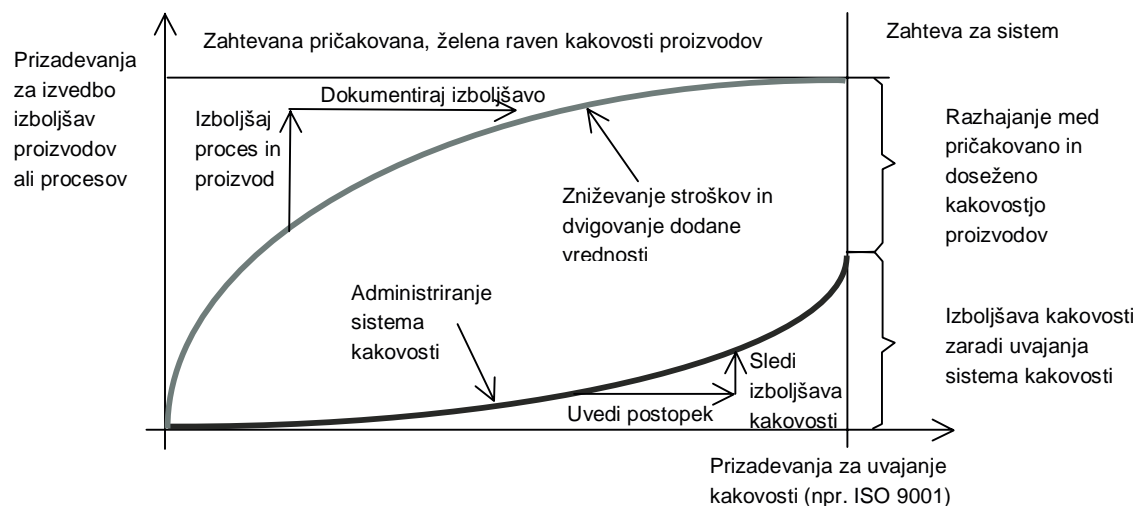 Prizadevanja
za izvedbo
izboljšav
proizvodov
ali procesov
Zahtevana pričakovana, želena raven kakovosti proizvodov
Zahteva za sistem
Dokumentiraj izboljšavo
Izboljšaj
proces in
proizvod
Zniževanje stroškov in
dvigovanje dodane
vrednosti
Razhajanje med
pričakovano in
doseženo
kakovostjo
proizvodov
Administriranje
sistema
kakovosti
Izboljšava kakovosti
zaradi uvajanja
sistema kakovosti
Sledi
izboljšava
kakovosti
Uvedi postopek
Prizadevanja za uvajanje
kakovosti (npr. ISO 9001)